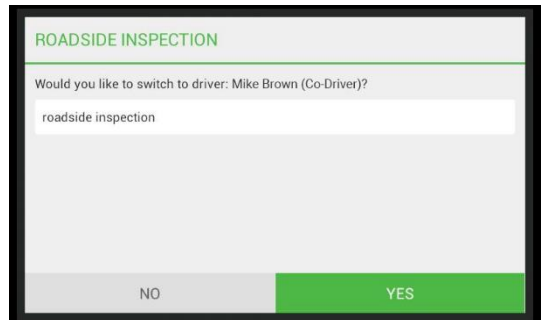 ROADSIDE INSPECTION
Would you like to switch to driver: Mike Brown (Co-Driver)?
roadside inspection
NO
YES